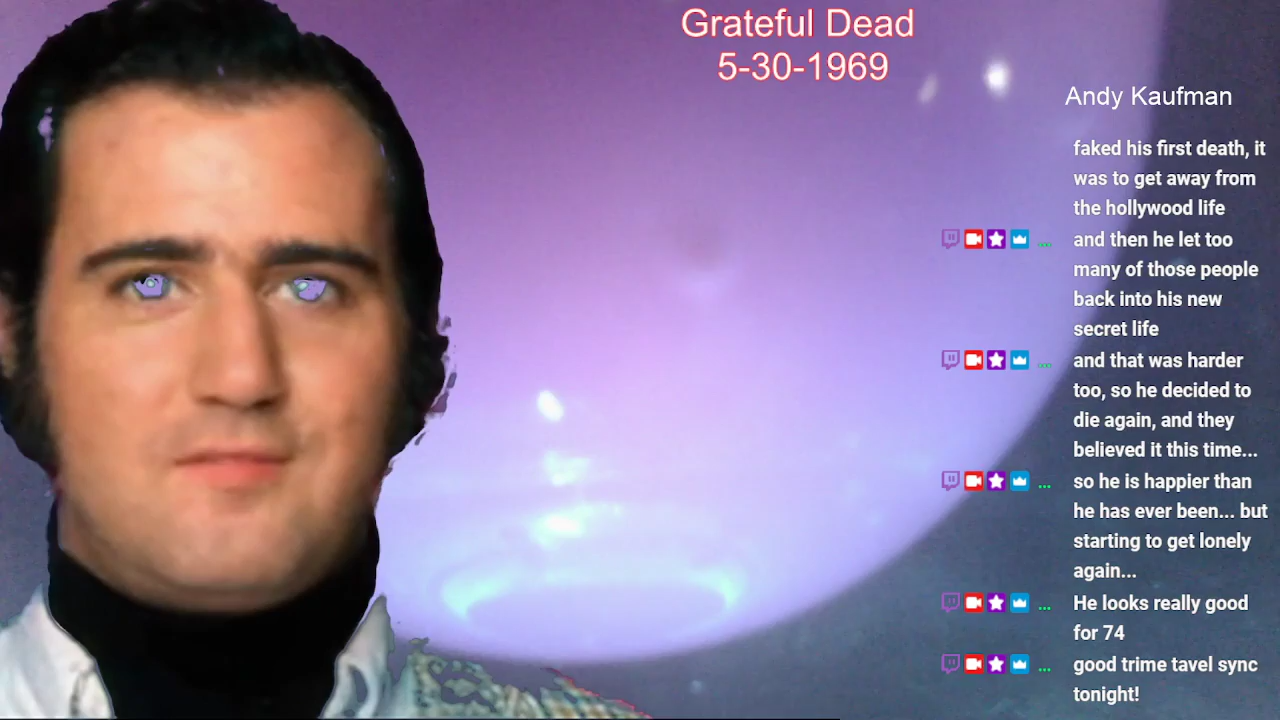 Grateful Dead
5-30-1969
Andy Kaufman
faked his first death, it
was to get away from
the hollywood life
... and then he let too
many of those people
back into his new
secret life
... and that was harder
too, so he decided to
die again, and they
believed it this time...
... so he is happier than
he has ever been... but
starting to get lonely
again...
... He looks really good
for 74
... good trime tavel sync
tonight!